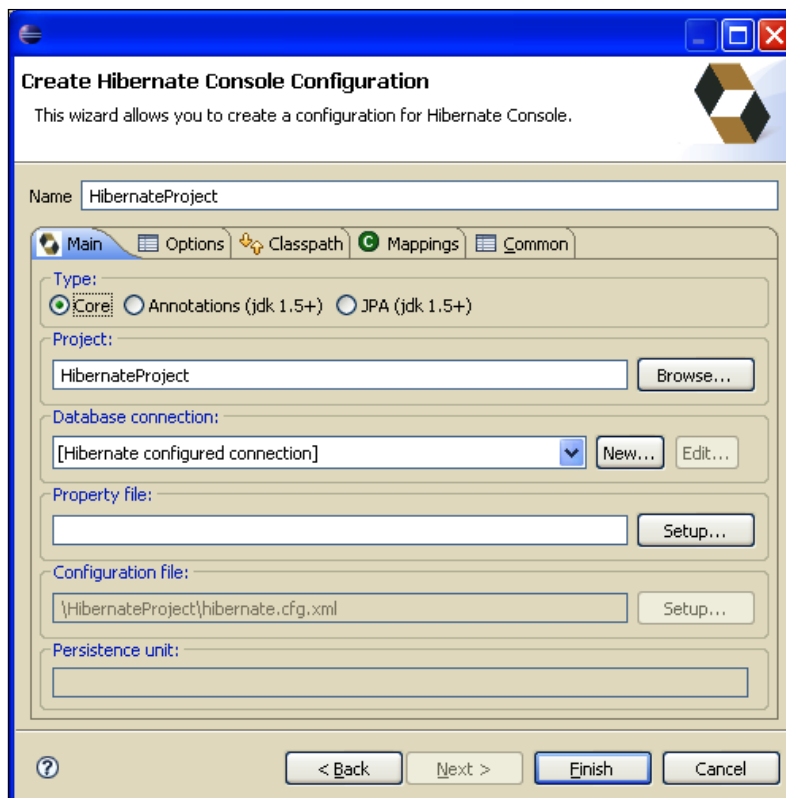 Create Hibernate Console Configuration
This wizard allows you to create a configuration for Hibernate Console.
Name HibernateProject
Main Options Classpath Mappings Common
Type:
Core Annotations (jdk 1.5+) JPA (jdk 1.5+)
Project:
HibernateProject Browse...
Database connection:
[Hibernate configured connection] New... Edit...
Property file:
Setup...
Configuration file:
\HibernateProject\hibernate.cfg.xml Setup...
Persistence unit:
? < Back Next > Finish Cancel